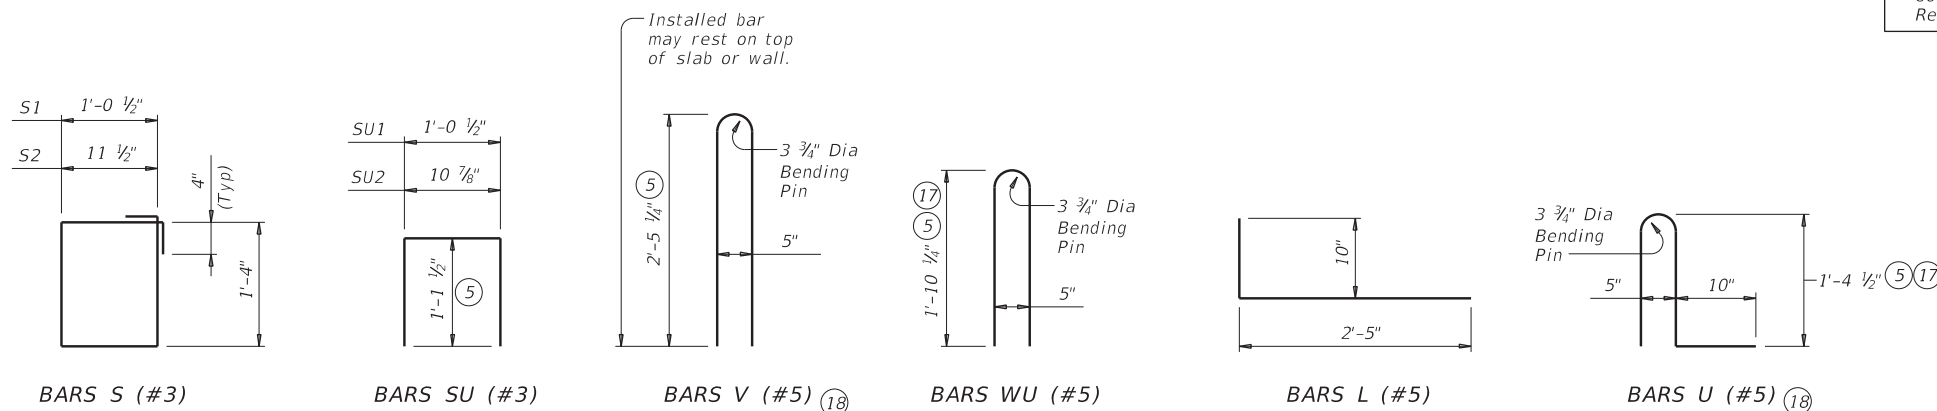 Re
Installed bar
may rest on top
of slab or wall.
S1 1'-0 ½"
S2 11 ½"
4"
(Typ)
1'-4"
BARS S (#3)
SU1 1'-0 ½"
SU2 10 ⅞"
1'-1 ½" 5
BARS SU (#3)
2'-5 ¼" 5
3 ¾" Dia
Bending
Pin
5"
BARS V (#5) 18
17
5
1'-10 ¼"
3 ¾" Dia
Bending
Pin
5"
BARS WU (#5)
10"
2'-5"
BARS L (#5)
3 ¾" Dia
Bending
Pin
5" 10"
1'-4 ½" 5 17
BARS U (#5) 18